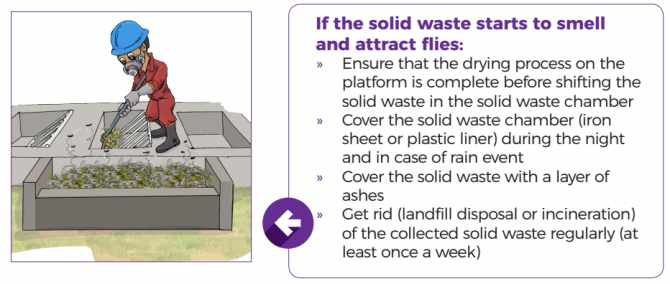 If the solid waste starts to smell
and attract flies:
» Ensure that the drying process on the
platform is complete before shifting the
solid waste in the solid waste chamber
» Cover the solid waste chamber (iron
sheet or plastic liner) during the night
and in case of rain event
» Cover the solid waste with a layer of
ashes
» Get rid (landfill disposal or incineration)
of the collected solid waste regularly (at
least once a week)